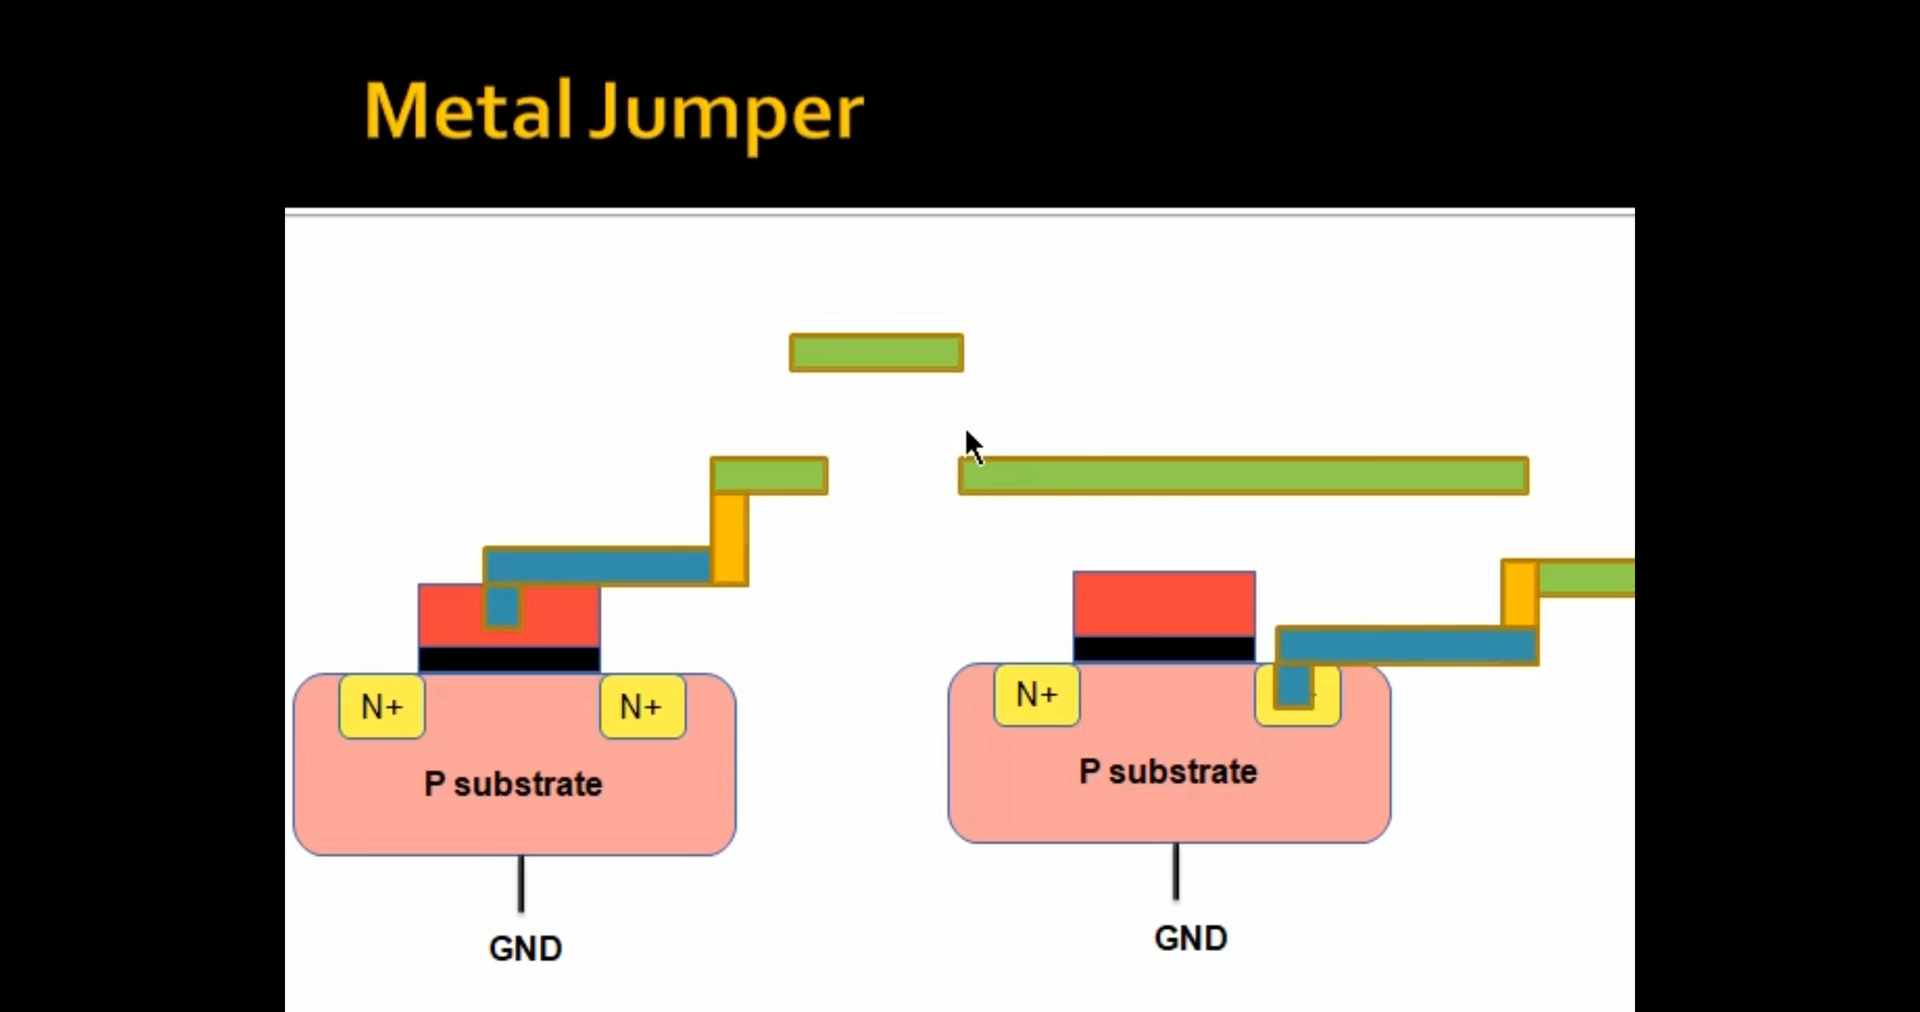 Metal Jumper
N+
N+
N+
P substrate
P substrate
GND
GND